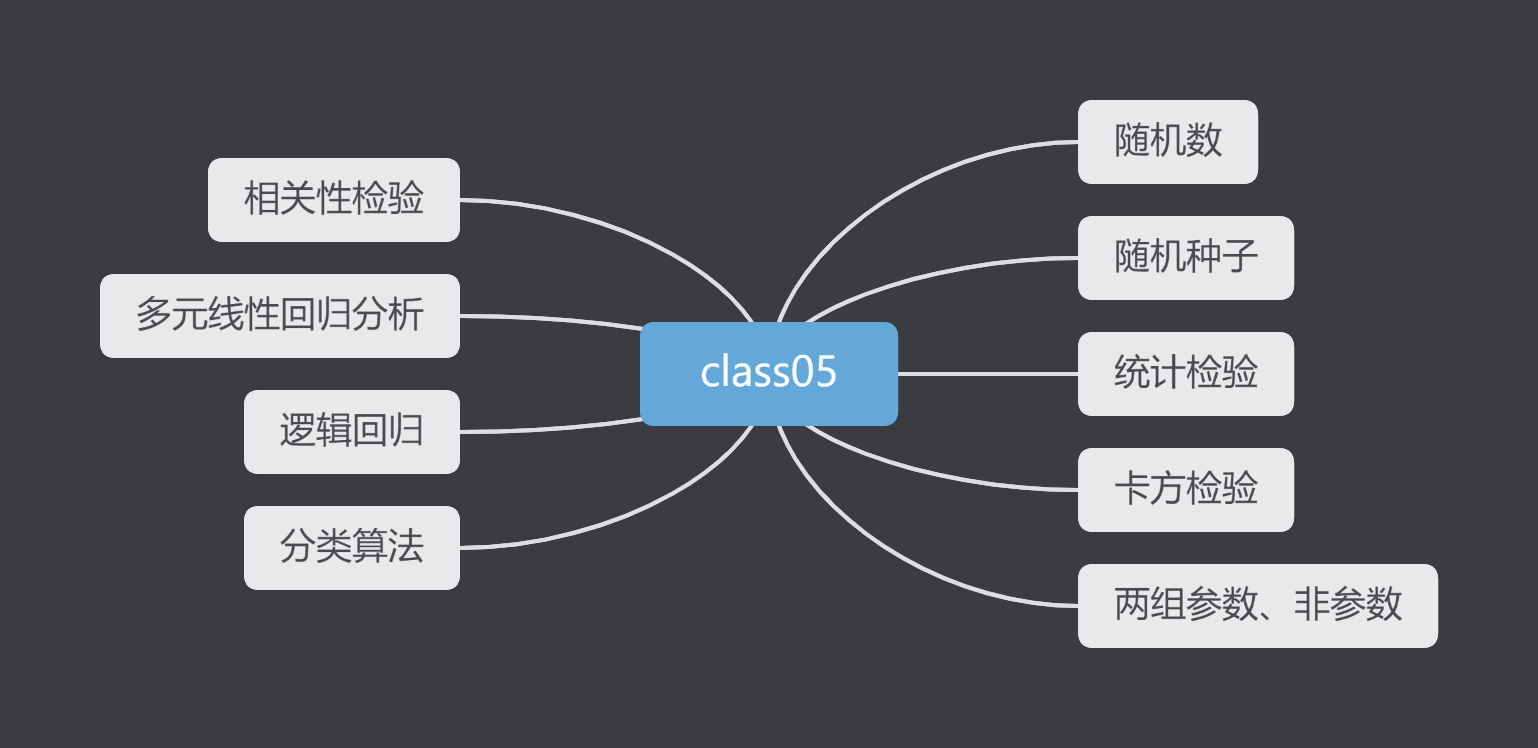 class05
随机数
随机种子
统计检验
卡方检验
两组参数、非参数
相关性检验
多元线性回归分析
逻辑回归
分类算法